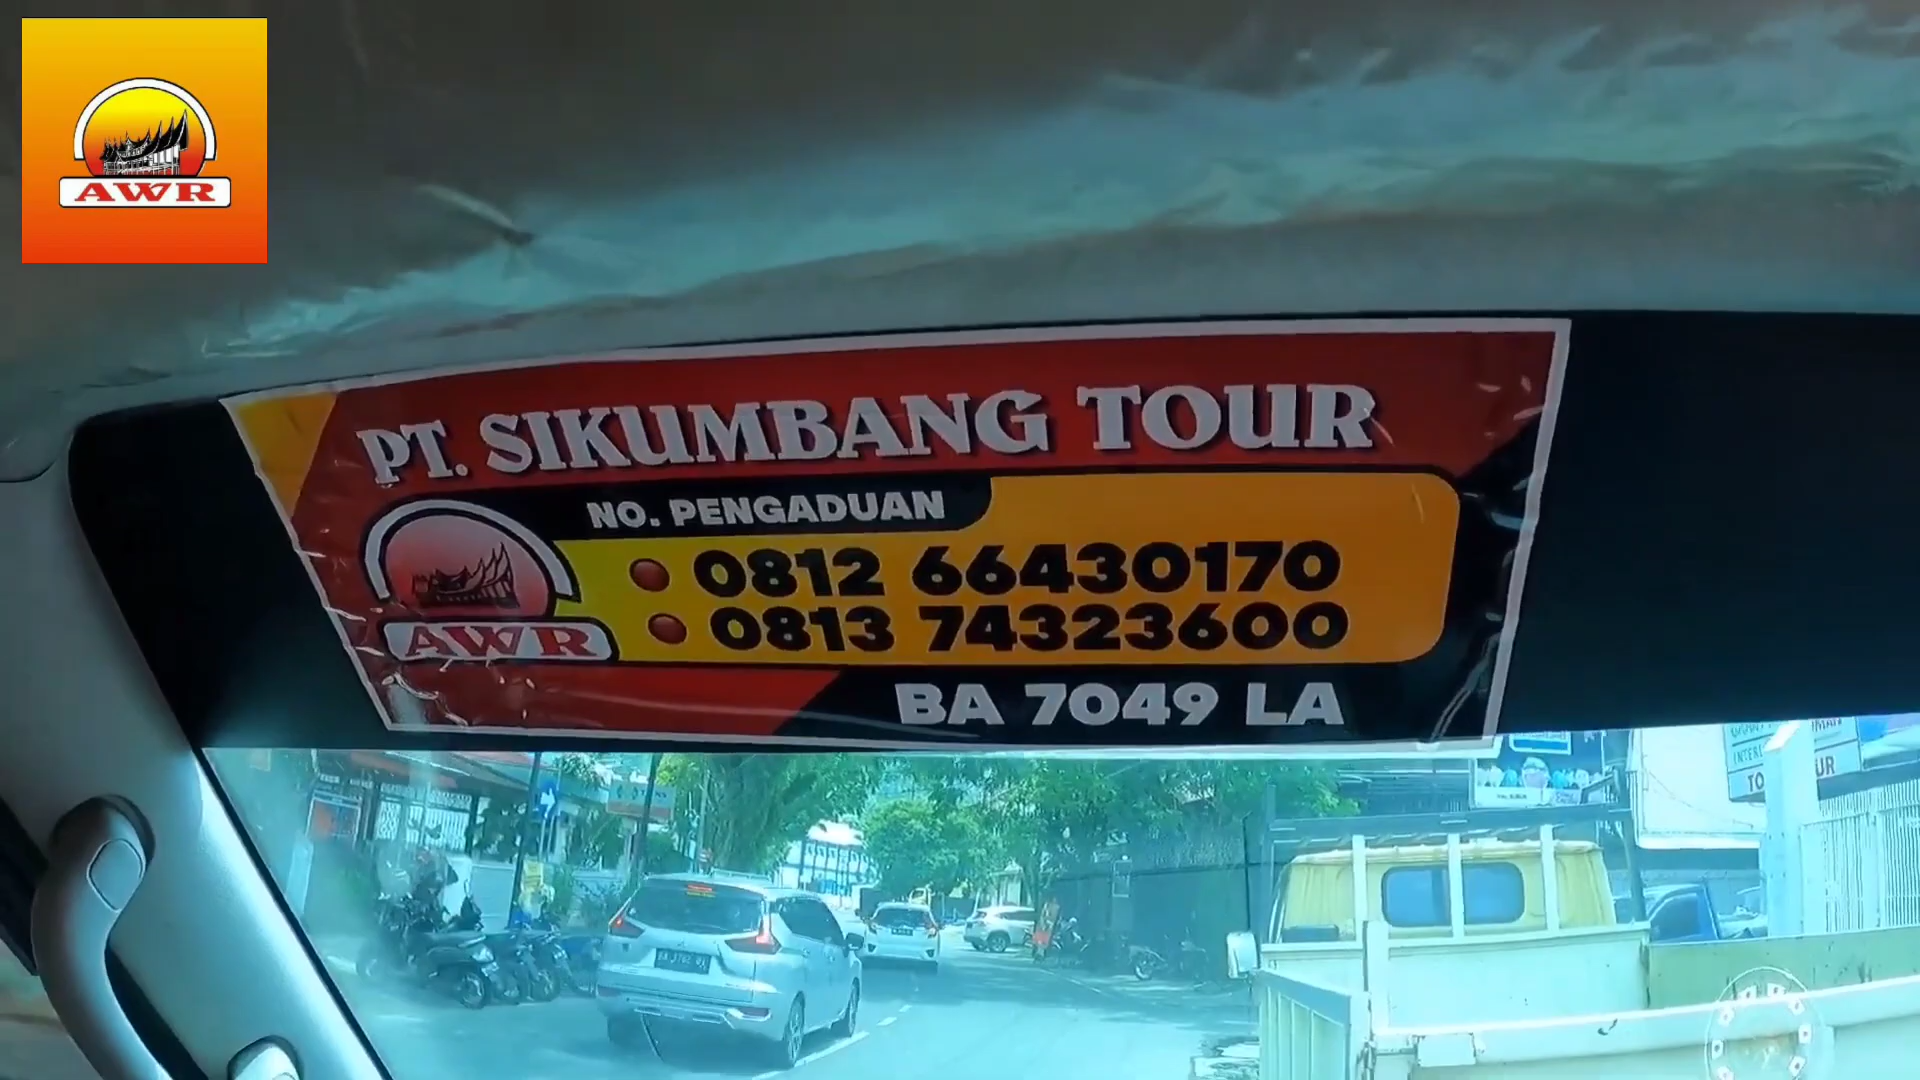 AWR
PT. SIKUMBANG TOUR
NO. PENGADUAN
0812 66430170
0813 74323600
AWR
BA 7049 LA